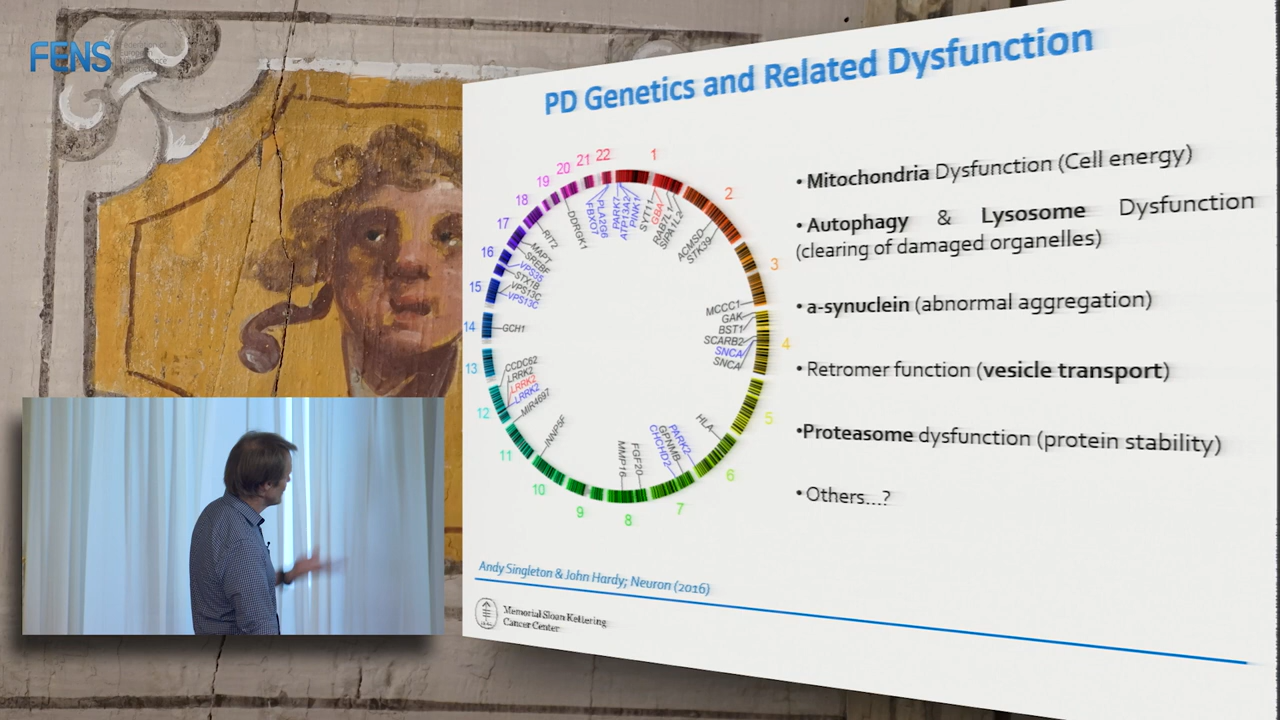 FENS
PD Genetics and Related Dysfunction
1
2
3
4
5
6
7
8
9
10
11
12
13
14
15
16
17
18
19
20
21
22
FBXO7
PLA2G6
PARK7
ATP13A2
PINK1
SYT11
GBA
RAB7L1
SIPA1L2
ACMSD
STK39
MCCC1
GAK
BST1
SCARB2
SNCA
SNCA
HLA
PARK2
GPNMB
CHCHD2
FGF20
MMP16
INNP5F
MIR4697
LRRK2
LRRK2
LRRK2
CCDC62
GCH1
VPS13C
VPS13C
STX1B
VPS35
SREBF
MAPT
RIT2
DDRGK1
• Mitochondria Dysfunction (Cell energy)
• Autophagy & Lysosome Dysfunction
(clearing of damaged organelles)
• a-synuclein (abnormal aggregation)
• Retromer function (vesicle transport)
•Proteasome dysfunction (protein stability)
• Others...?
Andy Singleton & John Hardy; Neuron (2016)
Memorial Sloan Kettering
Cancer Center